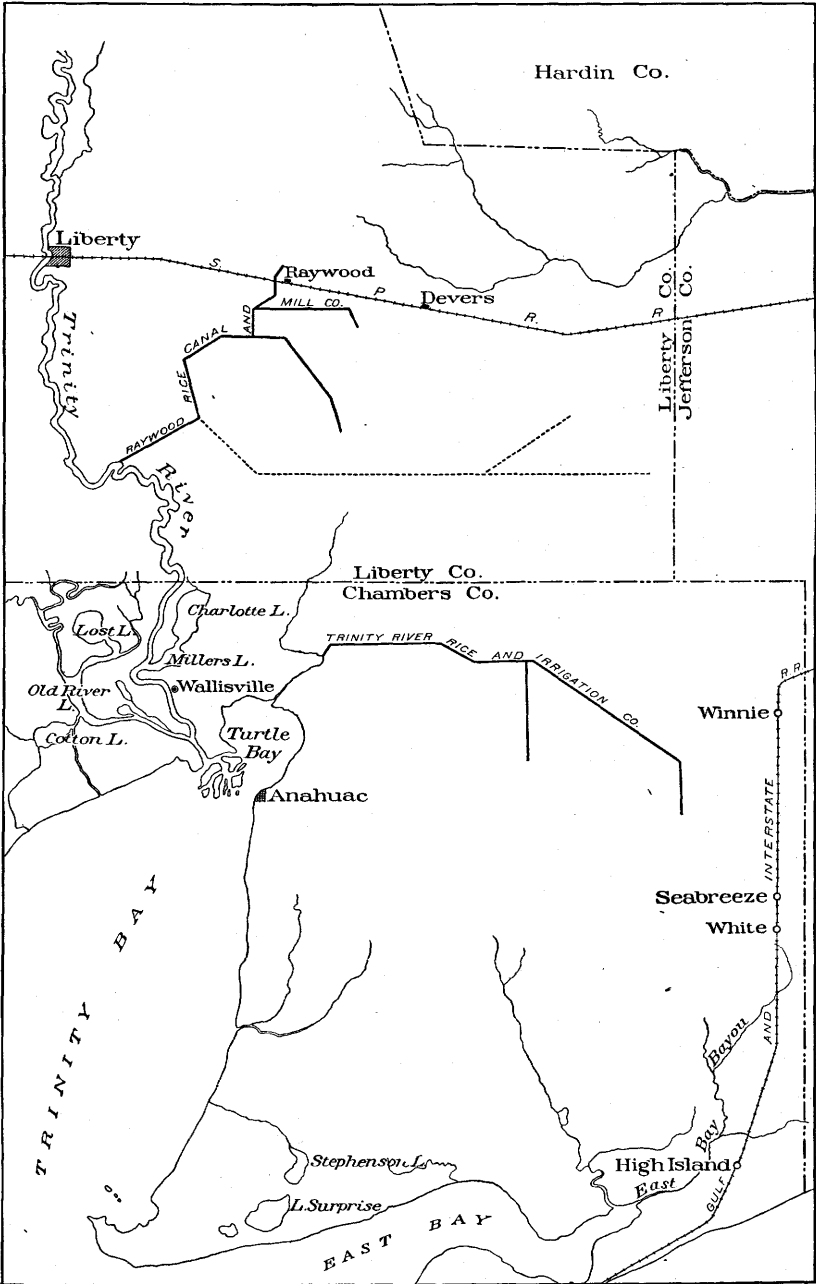 Hardin Co.
Liberty
S. P. R. R
Raywood
Devers
RAYWOOD RICE CANAL AND MILL CO.
Liberty Co.
Jefferson Co.
Trinity River
Liberty Co.
Chambers Co.
Charlotte L.
Lost L.
Millers L.
Wallisville
Old River
L.
Cotton L.
Turtle
Bay
Anahuac
TRINITY RIVER RICE AND IRRIGATION CO.
Winnie
Seabreeze
White
GULF AND INTERSTATE R.R
TRINITY BAY
East Bay Bayou
High Island
Stephenson L.
L. Surprise
EAST BAY